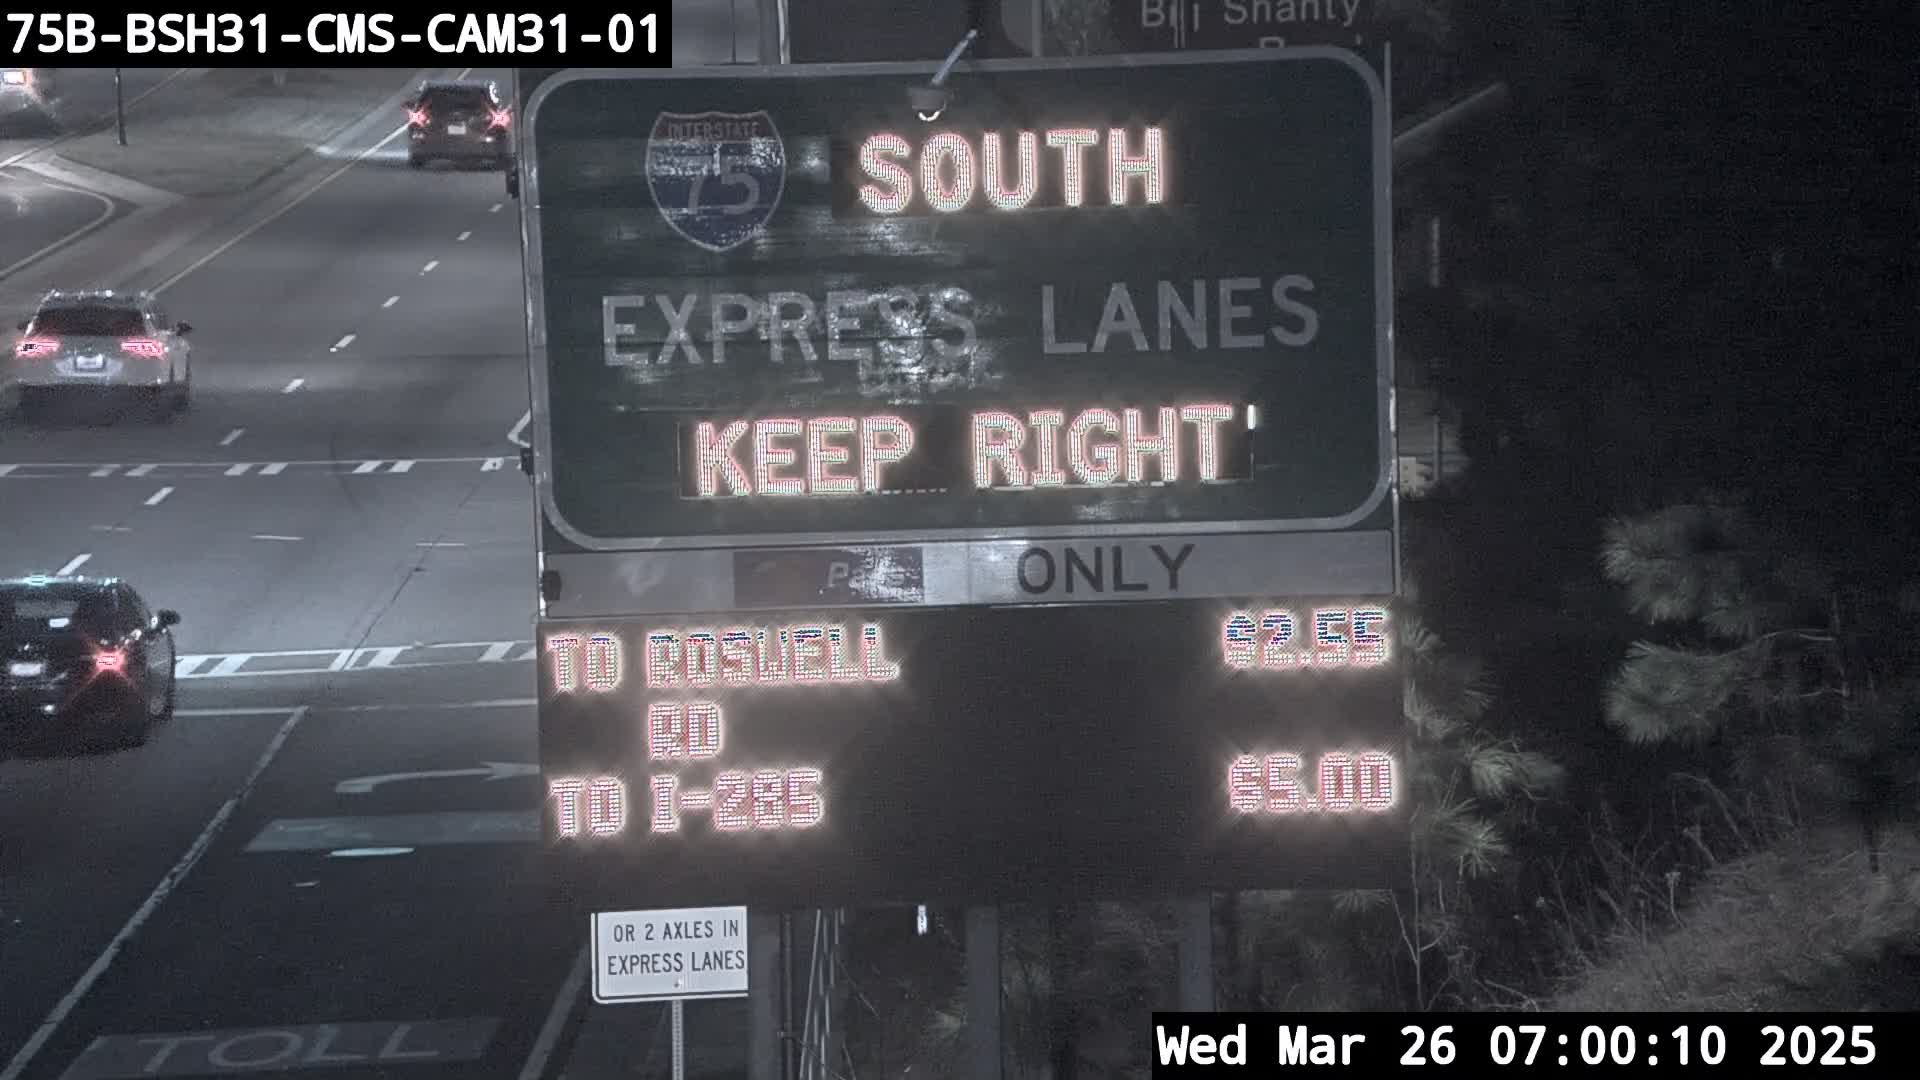 75B-BSH31-CMS-CAM31-01
Shanty
INTERSTATE
75
SOUTH
EXPRESS LANES
KEEP RIGHT
ONLY
TO ROSWELL $2.55
RD
TO I-285 $5.00
OR 2 AXLES IN
EXPRESS LANES
TOLL
Wed Mar 26 07:00:10 2025